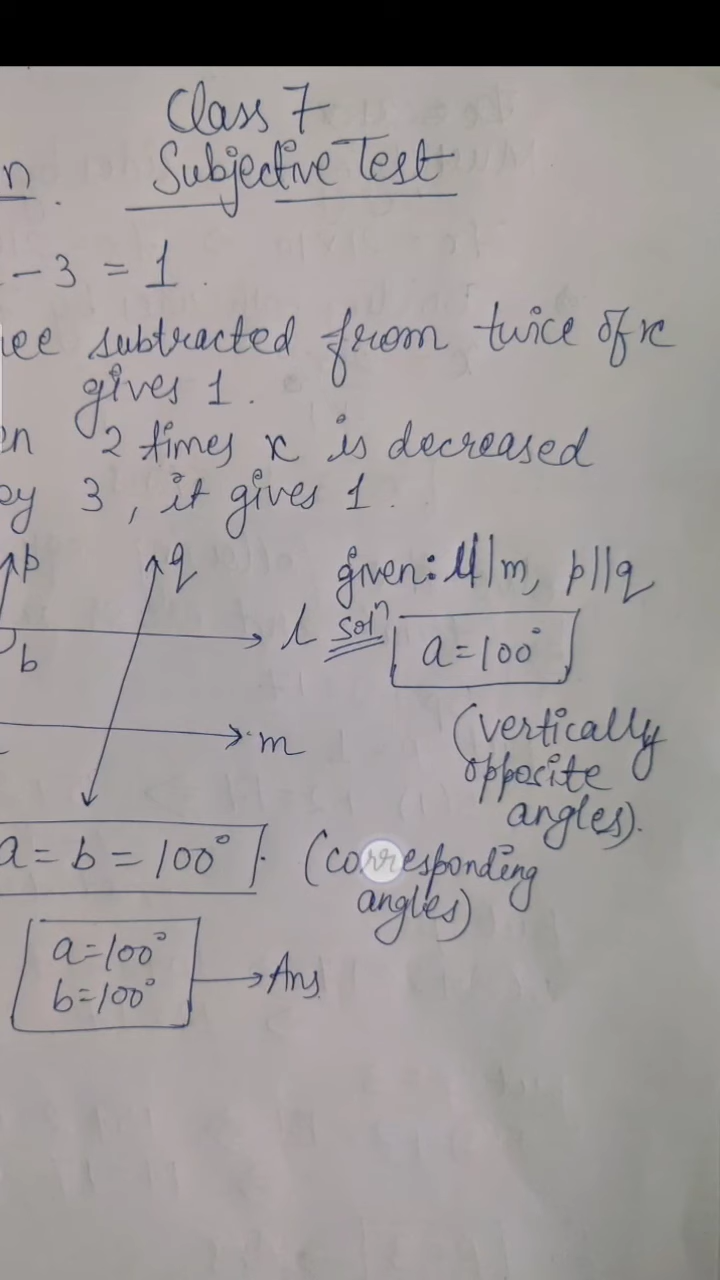 Class 7
n. Subjective Test
- 3 = 1.
ee subtracted from twice of x
gives 1.
en 2 times x is decreased
by 3, it gives 1.
p q given: l||m, p||q
l Solⁿ a=100°
b
m (vertically
opposite
angles).
a = b = 100°. (corresponding
angles)
a=100°
b=100° → Ans